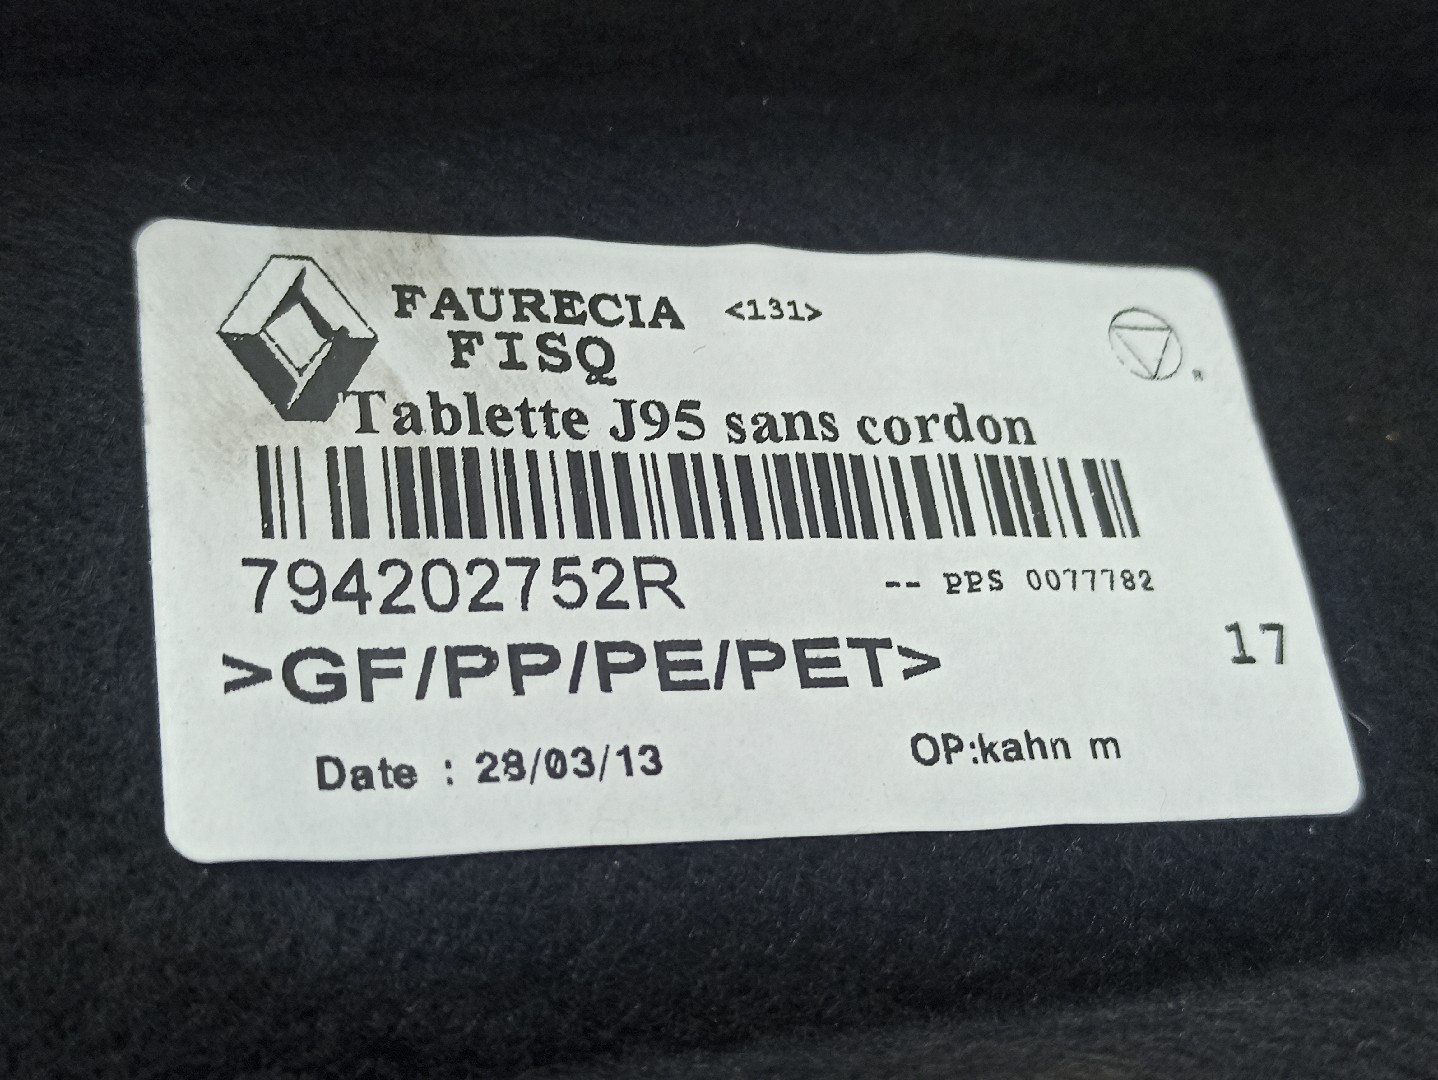 FAURECIA <131>
FISQ
Tablette J95 sans cordon
794202752R -- PPS 0077782
>GF/PP/PE/PET> 17
Date : 28/03/13 OP:kahn m